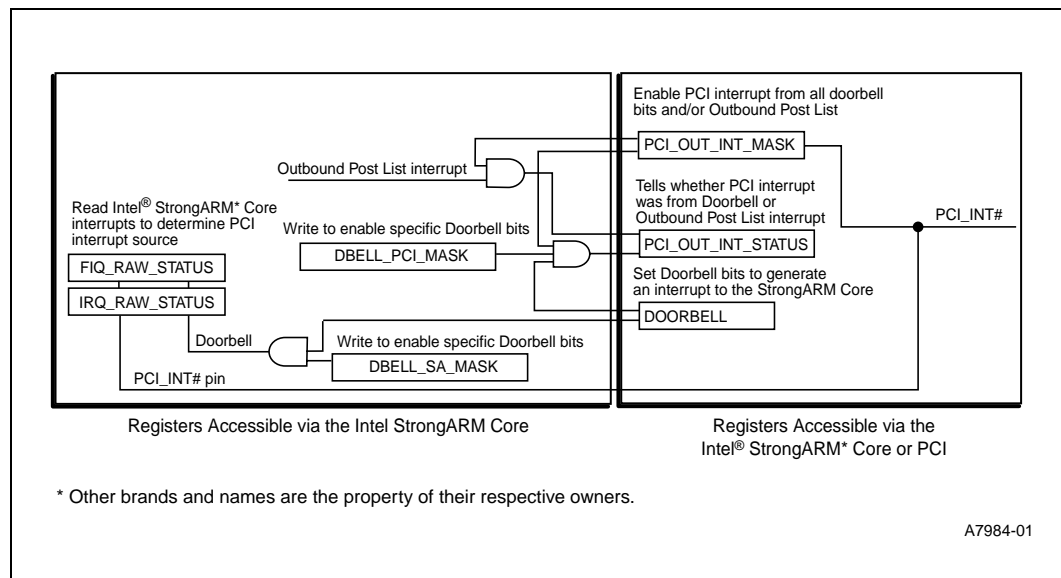 Enable PCI interrupt from all doorbell
bits and/or Outbound Post List
PCI_OUT_INT_MASK
Outbound Post List interrupt
Tells whether PCI interrupt
was from Doorbell or
Outbound Post List interrupt
PCI_INT#
Read Intel® StrongARM* Core
interrupts to determine PCI
interrupt source
Write to enable specific Doorbell bits
PCI_OUT_INT_STATUS
DBELL_PCI_MASK
FIQ_RAW_STATUS
Set Doorbell bits to generate
an interrupt to the StrongARM Core
IRQ_RAW_STATUS
DOORBELL
Doorbell
Write to enable specific Doorbell bits
DBELL_SA_MASK
PCI_INT# pin
Registers Accessible via the Intel StrongARM Core
Registers Accessible via the
Intel® StrongARM* Core or PCI
* Other brands and names are the property of their respective owners.
A7984-01